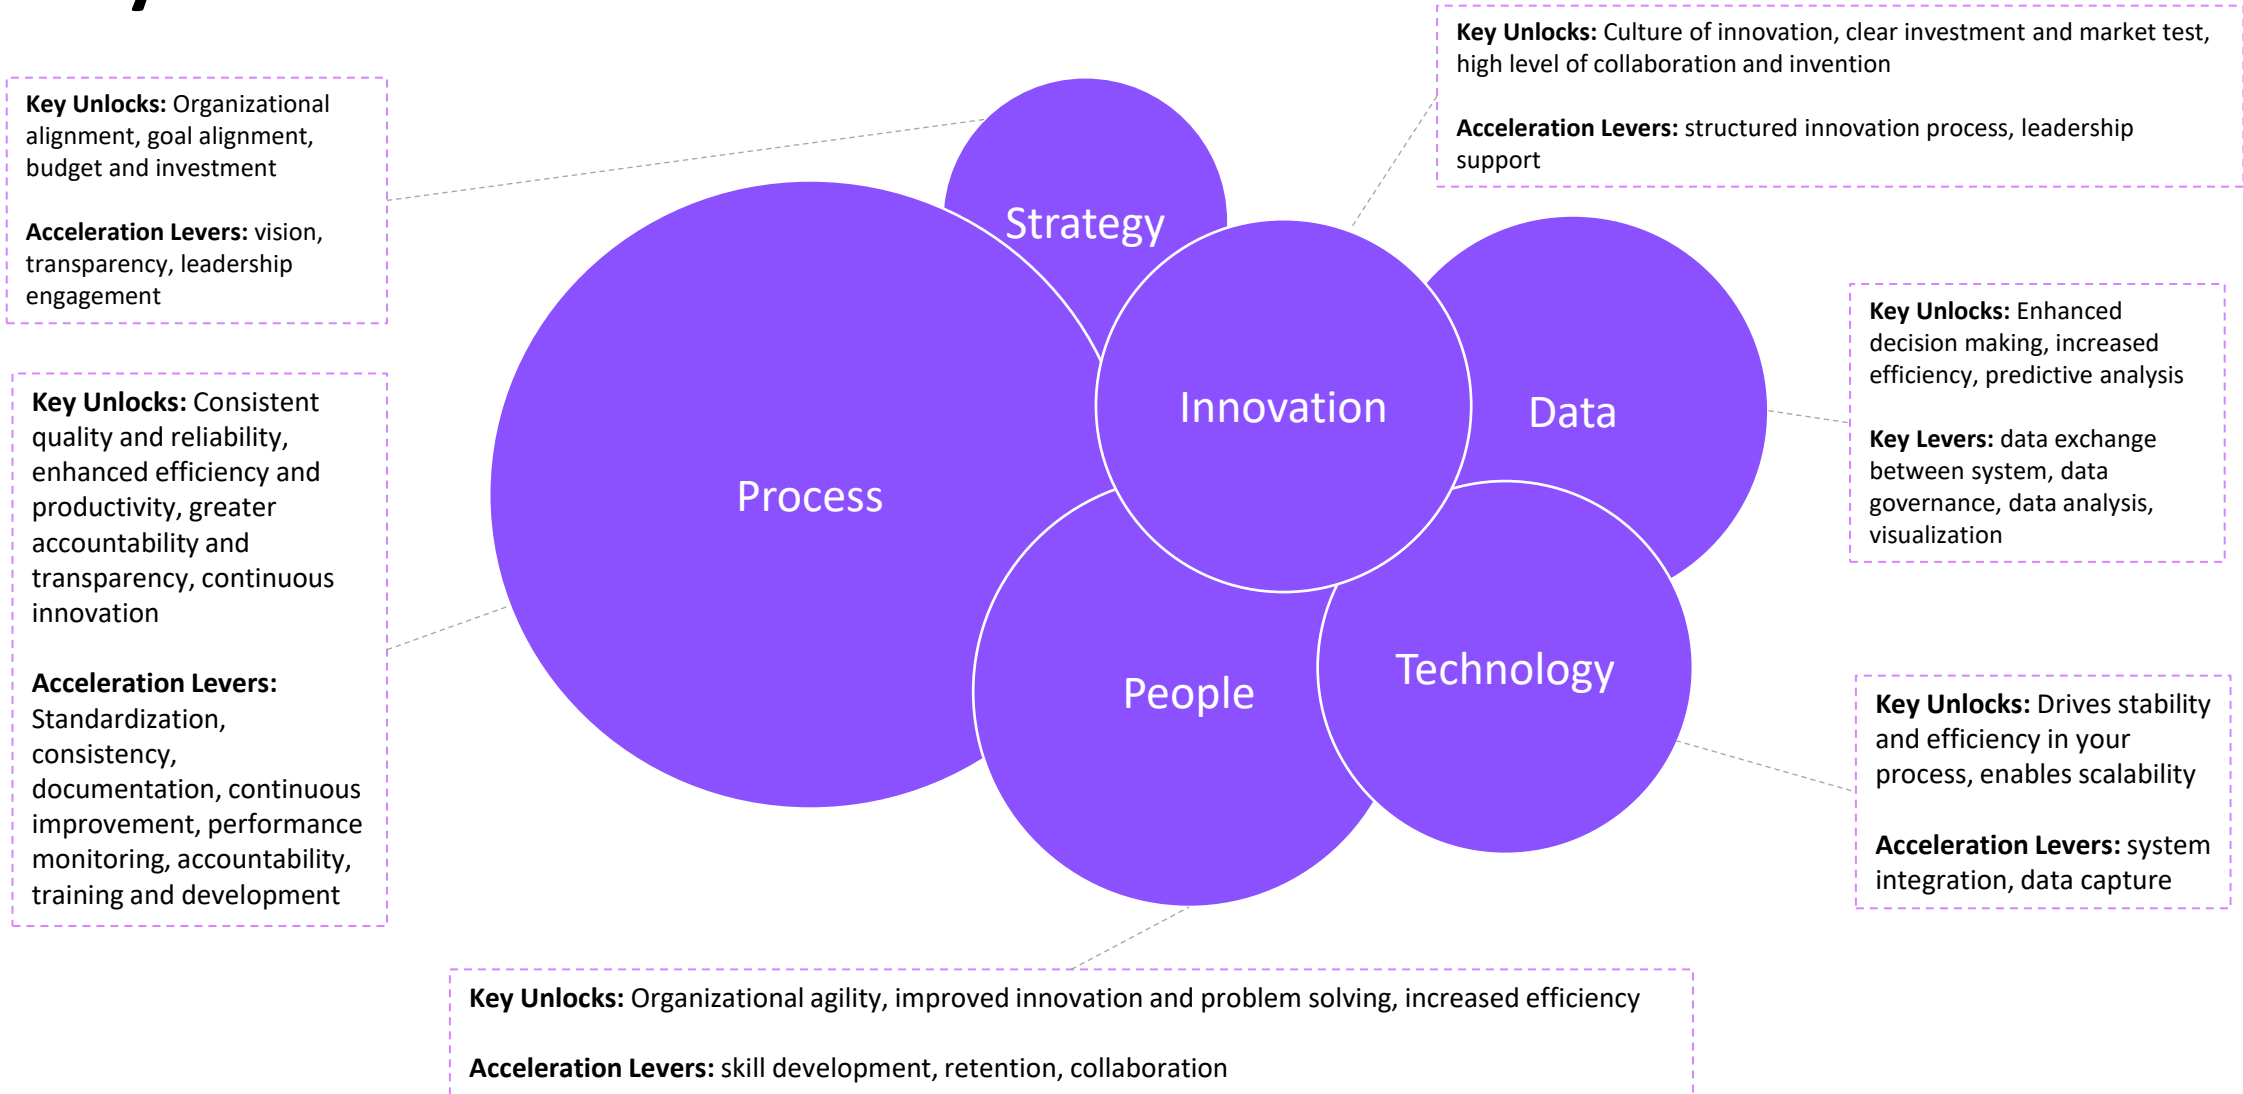 Key Unlocks: Culture of innovation, clear investment and market test,
high level of collaboration and invention
Acceleration Levers: structured innovation process, leadership
support
Key Unlocks: Organizational
alignment, goal alignment,
budget and investment
Acceleration Levers: vision,
transparency, leadership
engagement
Strategy
Innovation
Data
Process
People
Technology
Key Unlocks: Enhanced
decision making, increased
efficiency, predictive analysis
Key Levers: data exchange
between system, data
governance, data analysis,
visualization
Key Unlocks: Consistent
quality and reliability,
enhanced efficiency and
productivity, greater
accountability and
transparency, continuous
innovation
Acceleration Levers:
Standardization,
consistency,
documentation, continuous
improvement, performance
monitoring, accountability,
training and development
Key Unlocks: Drives stability
and efficiency in your
process, enables scalability
Acceleration Levers: system
integration, data capture
Key Unlocks: Organizational agility, improved innovation and problem solving, increased efficiency
Acceleration Levers: skill development, retention, collaboration